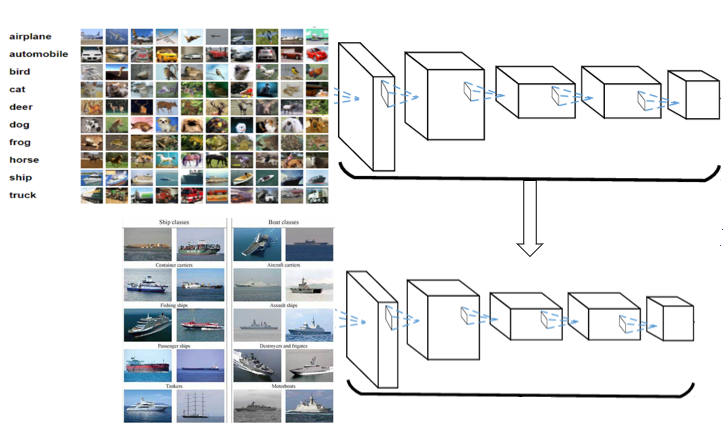 airplane
automobile
bird
cat
deer
dog
frog
horse
ship
truck
Ship classes Boat classes
Container carriers Aircraft carriers
Fishing ships Assault ships
Passenger ships Destroyers and frigates
Tankers Motorboats